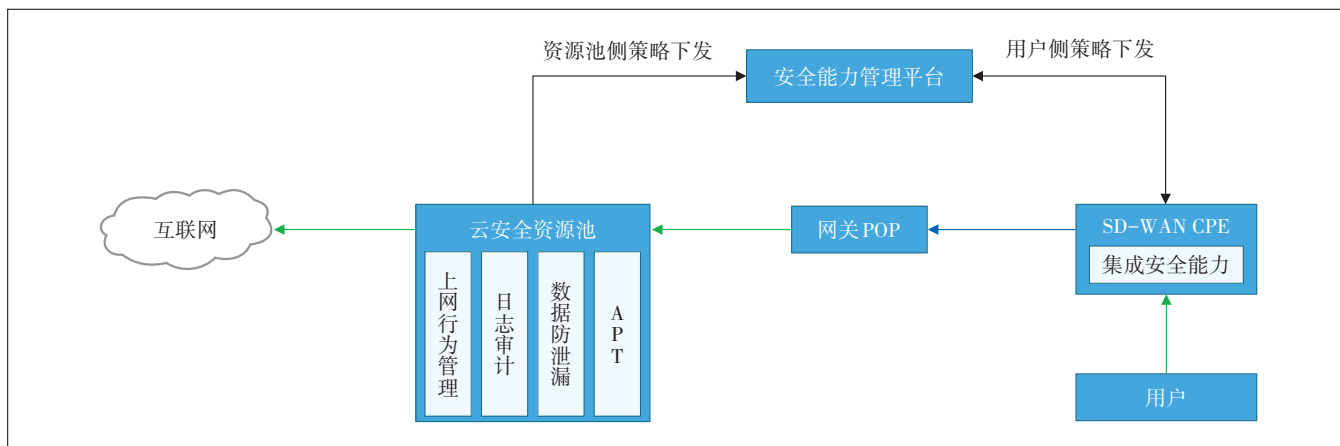 资源池侧策略下发
用户侧策略下发
安全能力管理平台
互联网
云安全资源池
网关POP
SD-WAN CPE
集成安全能力
上网行为管理
日志审计
数据防泄漏
APT
用户